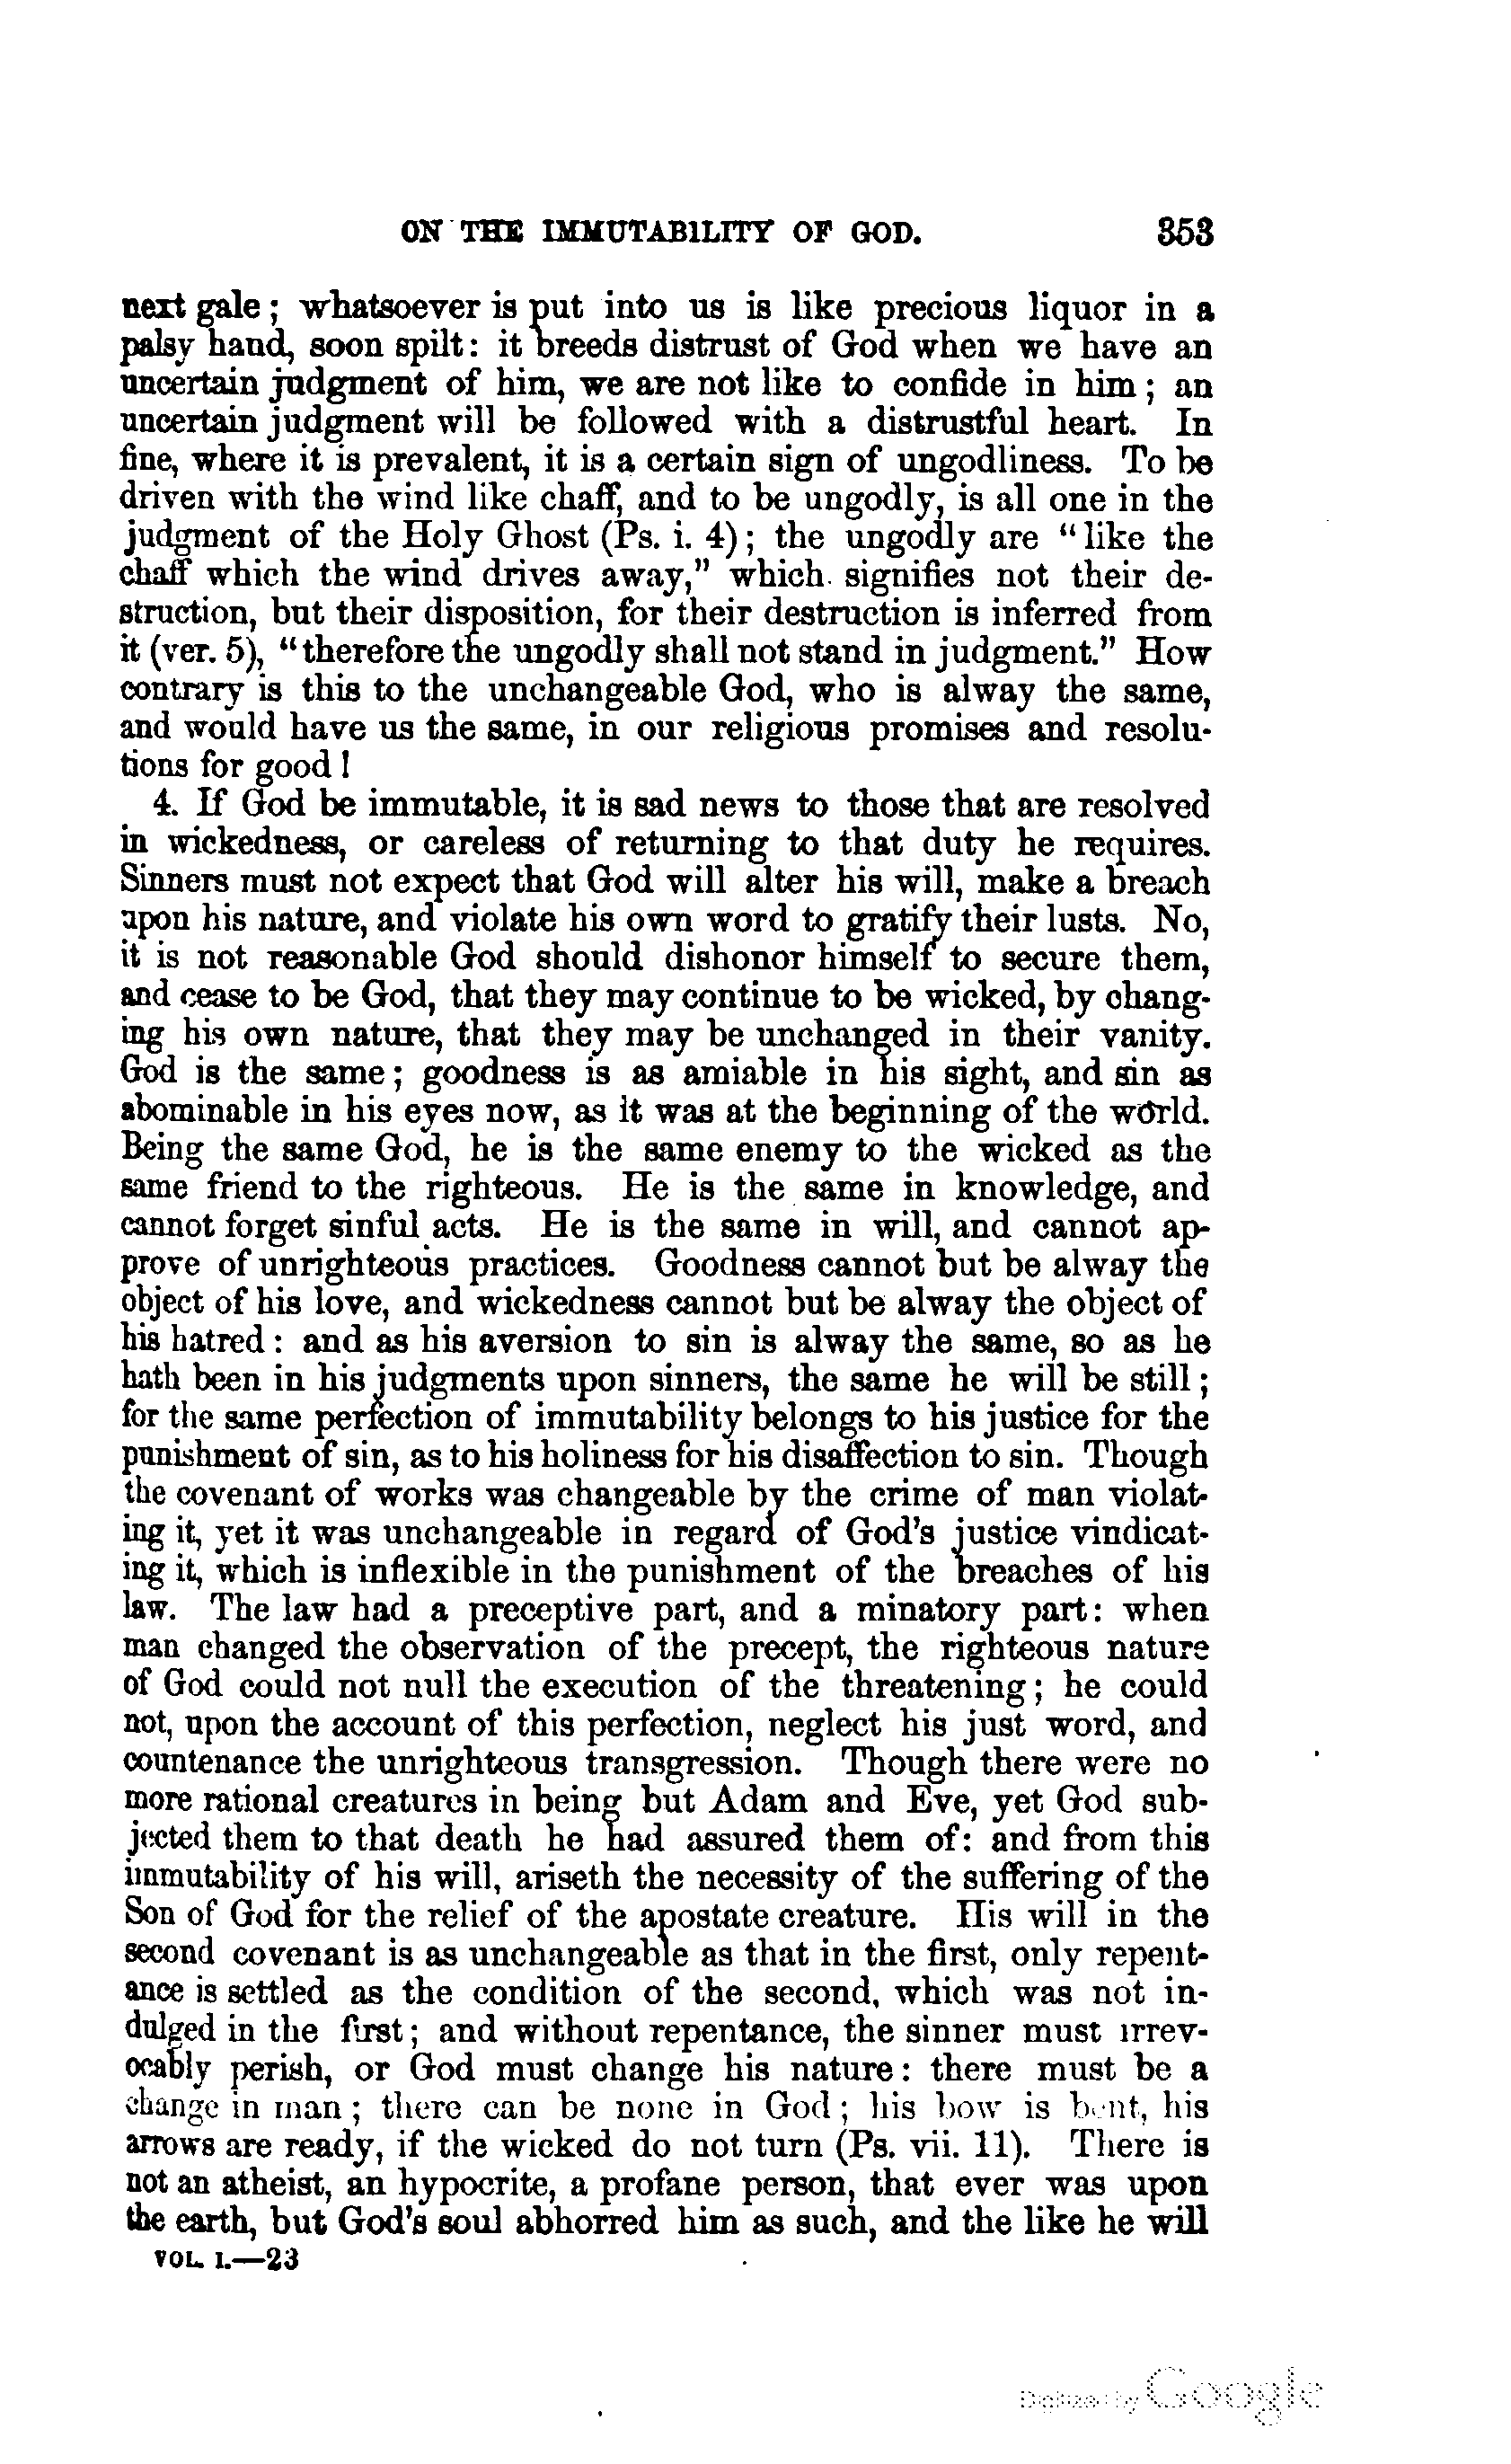 ON THE IMMUTABILITY OF GOD. 353
next gale; whatsoever is put into us is like precious liquor in a
palsy hand, soon spilt: it breeds distrust of God when we have an
uncertain judgment of him, we are not like to confide in him; an
uncertain judgment will be followed with a distrustful heart. In
fine, where it is prevalent, it is a certain sign of ungodliness. To be
driven with the wind like chaff, and to be ungodly, is all one in the
judgment of the Holy Ghost (Ps. i. 4); the ungodly are "like the
chaff which the wind drives away," which signifies not their de-
struction, but their disposition, for their destruction is inferred from
it (ver. 5), "therefore the ungodly shall not stand in judgment." How
contrary is this to the unchangeable God, who is alway the same,
and would have us the same, in our religious promises and resolu-
tions for good!
4. If God be immutable, it is sad news to those that are resolved
in wickedness, or careless of returning to that duty he requires.
Sinners must not expect that God will alter his will, make a breach
upon his nature, and violate his own word to gratify their lusts. No,
it is not reasonable God should dishonor himself to secure them,
and cease to be God, that they may continue to be wicked, by chang-
ing his own nature, that they may be unchanged in their vanity.
God is the same; goodness is as amiable in his sight, and sin as
abominable in his eyes now, as it was at the beginning of the world.
Being the same God, he is the same enemy to the wicked as the
same friend to the righteous. He is the same in knowledge, and
cannot forget sinful acts. He is the same in will, and cannot ap-
prove of unrighteous practices. Goodness cannot but be alway the
object of his love, and wickedness cannot but be alway the object of
his hatred: and as his aversion to sin is alway the same, so as he
hath been in his judgments upon sinners, the same he will be still;
for the same perfection of immutability belongs to his justice for the
punishment of sin, as to his holiness for his disaffection to sin. Though
the covenant of works was changeable by the crime of man violat-
ing it, yet it was unchangeable in regard of God's justice vindicat-
ing it, which is inflexible in the punishment of the breaches of his
law. The law had a preceptive part, and a minatory part: when
man changed the observation of the precept, the righteous nature
of God could not null the execution of the threatening; he could
not, upon the account of this perfection, neglect his just word, and
countenance the unrighteous transgression. Though there were no
more rational creatures in being but Adam and Eve, yet God sub-
jected them to that death he had assured them of: and from this
immutability of his will, ariseth the necessity of the suffering of the
Son of God for the relief of the apostate creature. His will in the
second covenant is as unchangeable as that in the first, only repent-
ance is settled as the condition of the second, which was not in-
dulged in the first; and without repentance, the sinner must irrev-
ocably perish, or God must change his nature: there must be a
change in man; there can be none in God; his bow is bent, his
arrows are ready, if the wicked do not turn (Ps. vii. 11). There is
not an atheist, an hypocrite, a profane person, that ever was upon
the earth, but God's soul abhorred him as such, and the like he will
VOL. I.—23
Digitized by Google